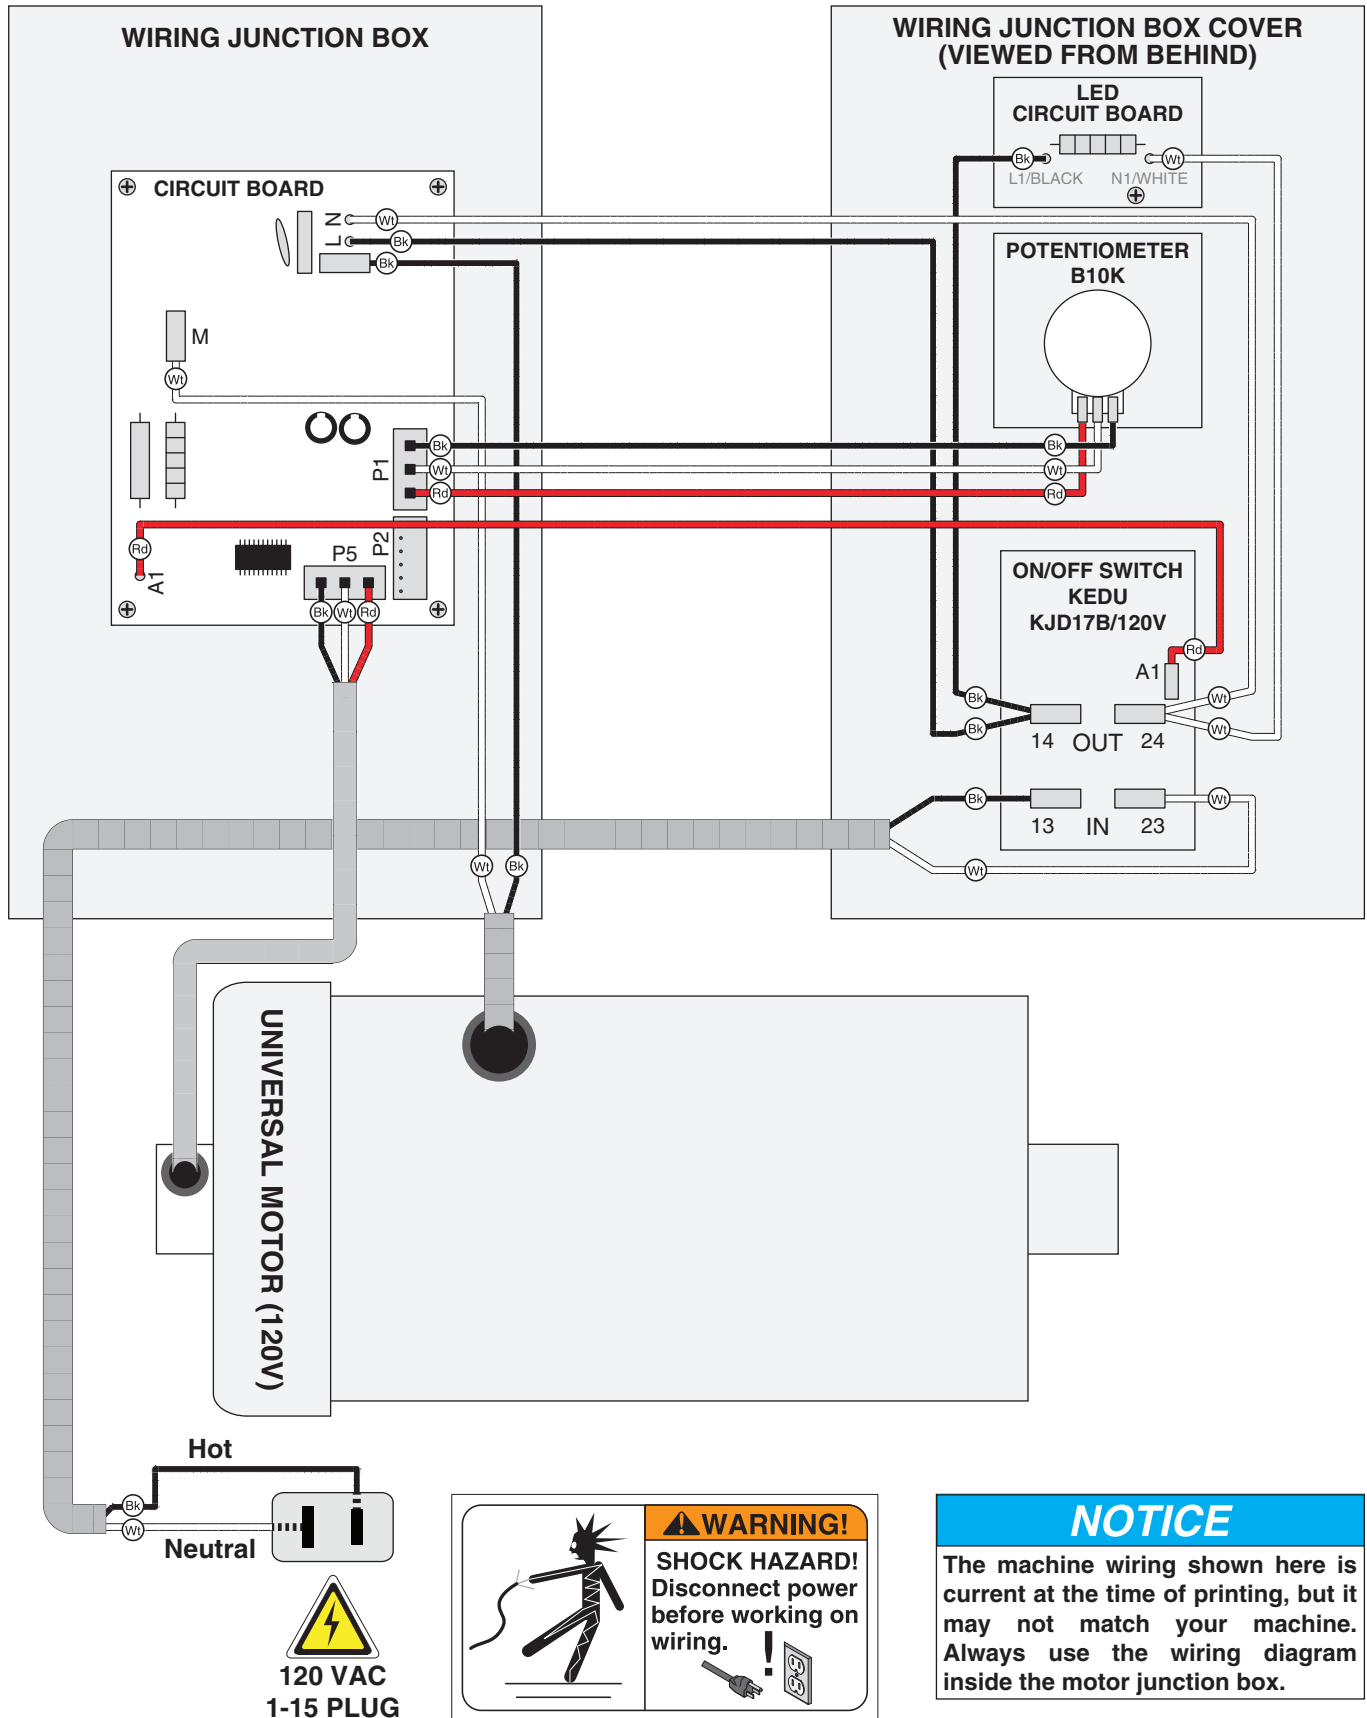 WIRING JUNCTION BOX
WIRING JUNCTION BOX COVER
(VIEWED FROM BEHIND)
LED
CIRCUIT BOARD
Bk
Wt
L1/BLACK
N1/WHITE
CIRCUIT BOARD
N
Wt
L
Bk
Bk
POTENTIOMETER
B10K
M
Wt
P1
Bk
Bk
Wt
Wt
Rd
Rd
P2
Rd
A1
P5
Bk
Wt
Rd
ON/OFF SWITCH
KEDU
KJD17B/120V
Rd
A1
Bk
Wt
Bk
Wt
14
OUT
24
Bk
Wt
13
IN
23
Wt
Wt
Bk
UNIVERSAL MOTOR (120V)
Hot
Bk
Wt
Neutral
120 VAC
1-15 PLUG
WARNING!
SHOCK HAZARD!
Disconnect power
before working on
wiring.
!
NOTICE
The machine wiring shown here is
current at the time of printing, but it
may not match your machine.
Always use the wiring diagram
inside the motor junction box.